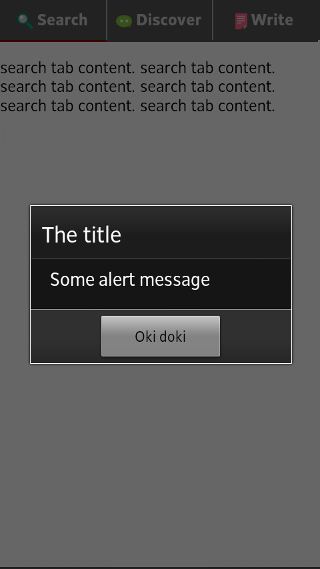 Search
Discover
Write
search tab content. search tab content.
search tab content. search tab content.
search tab content. search tab content.
The title
Some alert message
Oki doki